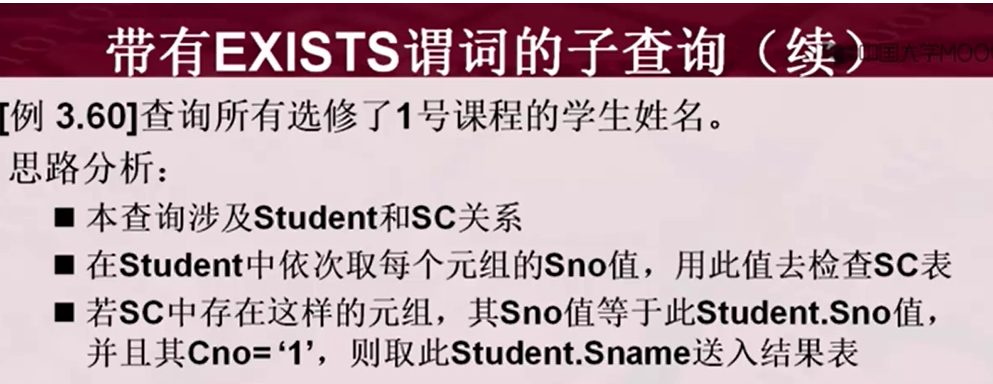 带有EXISTS谓词的子查询（续）
中国大学MOO
[例 3.60]查询所有选修了1号课程的学生姓名。
思路分析：
■ 本查询涉及Student和SC关系
■ 在Student中依次取每个元组的Sno值，用此值去检查SC表
■ 若SC中存在这样的元组，其Sno值等于此Student.Sno值，
并且其Cno= ‘1’，则取此Student.Sname送入结果表